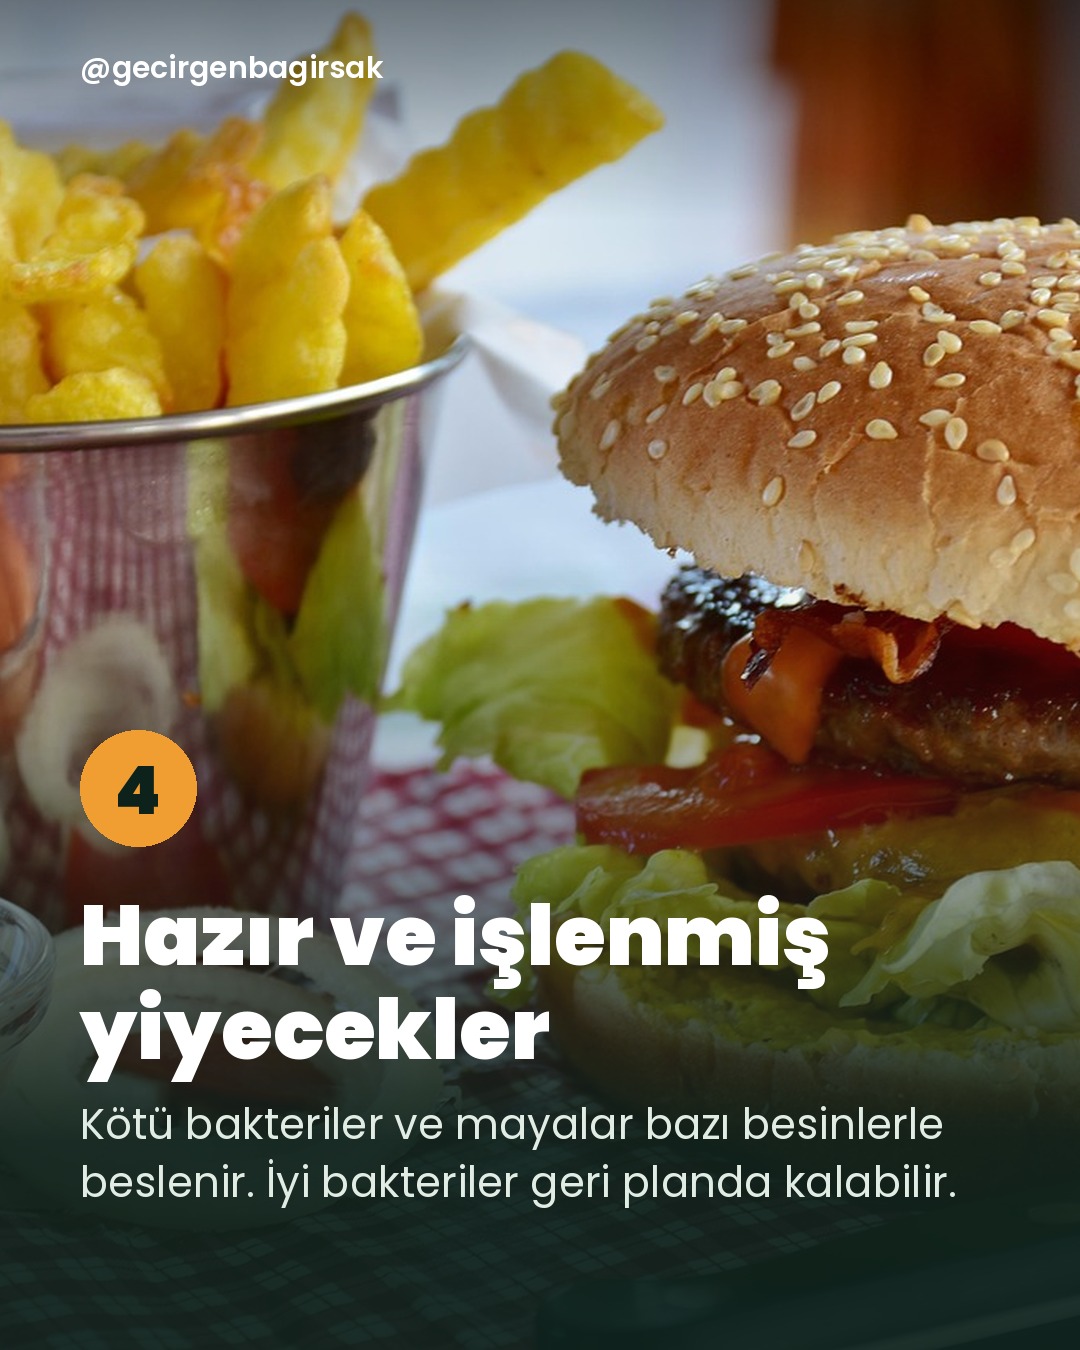 @gecirgenbagirsak
4
Hazır ve işlenmiş
yiyecekler
Kötü bakteriler ve mayalar bazı besinlerle
beslenir. İyi bakteriler geri planda kalabilir.